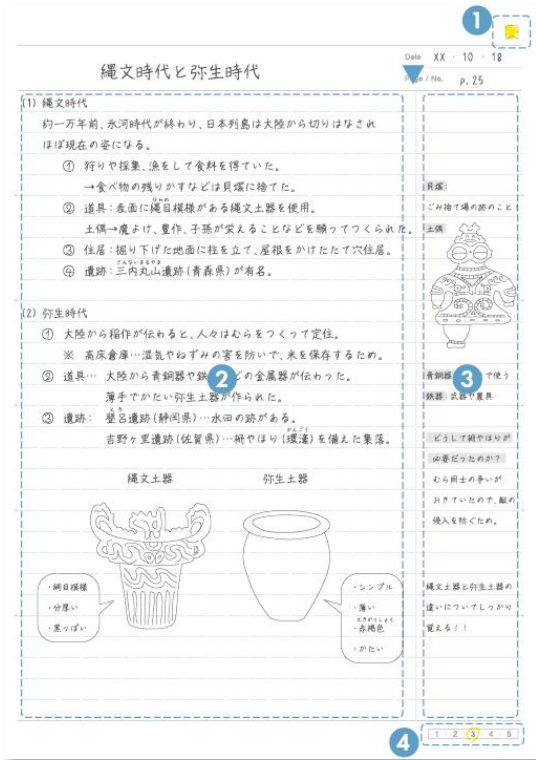 1
Date XX・10・18
縄文時代と弥生時代
Page / No. p.25
(1) 縄文時代
約一万年前、氷河時代が終わり、日本列島は大陸から切りはなされ
ほぼ現在の姿になる。
① 狩りや採集、漁をして食料を得ていた。
→食べ物の残りかすなどは貝塚に捨てた。
② 道具：表面に縄目模様がある縄文土器を使用。
土偶→魔よけ、豊作、子孫が栄えることなどを願ってつくられた。
③ 住居：掘り下げた地面に柱を立て、屋根をかけたたて穴住居。
さんないまるやま
④ 遺跡：三内丸山遺跡(青森県)が有名。
(2) 弥生時代
① 大陸から稲作が伝わると、人々はむらをつくって定住。
※ 高床倉庫…湿気やねずみの害を防いで、米を保存するため。
② 道具… 大陸から青銅器や鉄 どの金属器が伝わった。
2
薄手でかたい弥生土器が作られた。
とろ
③ 遺跡： 登呂遺跡(静岡県)…水田の跡がある。
かんごう
吉野ヶ里遺跡(佐賀県)…柵やほり(環濠)を備えた集落。
縄文土器
弥生土器
・縄目模様
・分厚い
・黒っぽい
・シンプル
・薄い
せきかっしょく
・赤褐色
・かたい
貝塚：
ごみ捨て場の跡のこと
土偶
青銅器 で使う
3
鉄器：武器や農具
どうして柵やほりが
必要だったのか？
むら同士の争いが
おきていたので、敵の
侵入を防ぐため。
縄文土器と弥生土器の
違いについてしっかり
覚える！！
4
1・2・3・4・5